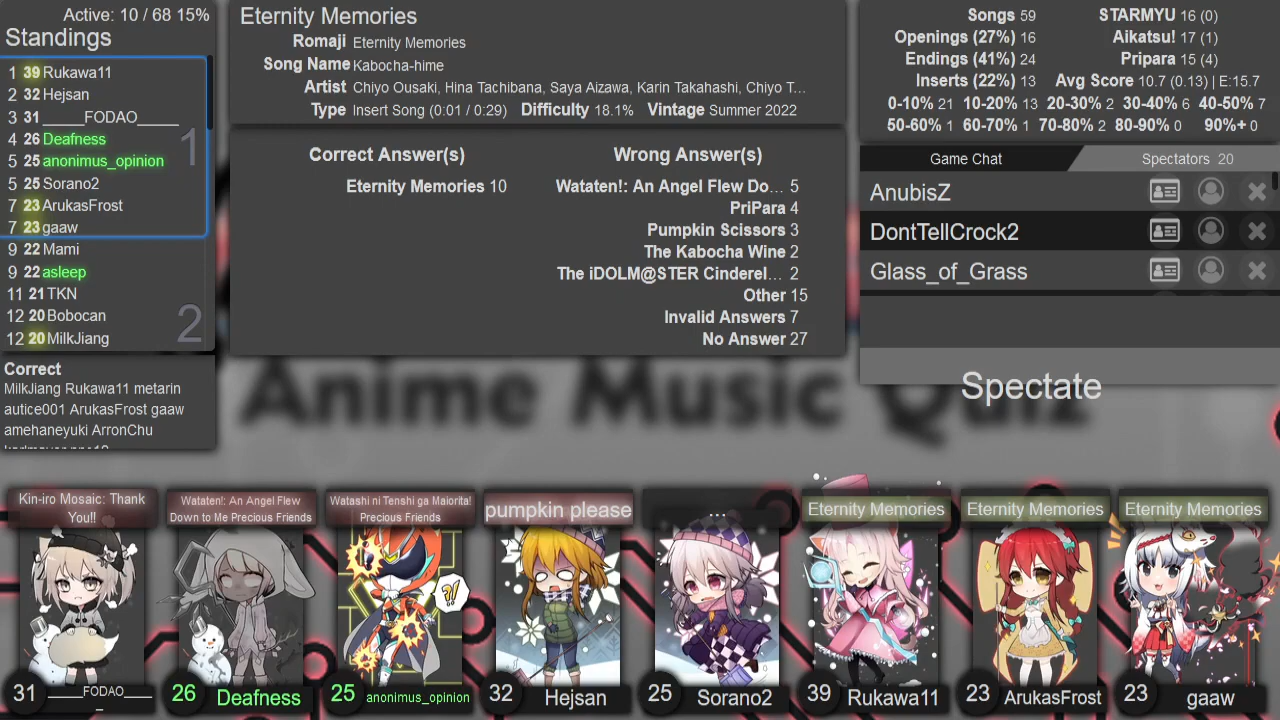 Active: 10 / 68 15%
Standings
1 39 Rukawa11
2 32 Hejsan
3 31 _____FODAO_____
4 26 Deafness
5 25 anonimus_opinion
1
5 25 Sorano2
7 23 ArukasFrost
7 23 gaaw
9 22 Mami
9 22 asleep
11 21 TKN
12 20 Bobocan
12 20 MilkJiang
2
Correct
MilkJiang Rukawa11 metarin
autice001 ArukasFrost gaaw
amehaneyuki ArronChu
Eternity Memories
Romaji Eternity Memories
Song Name Kabocha-hime
Artist Chiyo Ousaki, Hina Tachibana, Saya Aizawa, Karin Takahashi, Chiyo T...
Type Insert Song (0:01 / 0:29) Difficulty 18.1% Vintage Summer 2022
Correct Answer(s)
Eternity Memories 10
Wrong Answer(s)
Wataten!: An Angel Flew Do... 5
PriPara 4
Pumpkin Scissors 3
The Kabocha Wine 2
The iDOLM@STER Cinderel... 2
Other 15
Invalid Answers 7
No Answer 27
Songs 59 STARMYU 16 (0)
Openings (27%) 16 Aikatsu! 17 (1)
Endings (41%) 24 Pripara 15 (4)
Inserts (22%) 13 Avg Score 10.7 (0.13) | E:15.7
0-10% 21 10-20% 13 20-30% 2 30-40% 6 40-50% 7
50-60% 1 60-70% 1 70-80% 2 80-90% 0 90%+ 0
Game Chat Spectators 20
AnubisZ
DontTellCrock2
Glass_of_Grass
Spectate
Anime Music Quiz
Kin-iro Mosaic: Thank
You!!
Wataten!: An Angel Flew
Down to Me Precious Friends
Watashi ni Tenshi ga Maiorita!
Precious Friends
pumpkin please
...
Eternity Memories
Eternity Memories
Eternity Memories
?!
31 _____FODAO_____
26 Deafness
25 anonimus_opinion
32 Hejsan
25 Sorano2
39 Rukawa11
23 ArukasFrost
23 gaaw